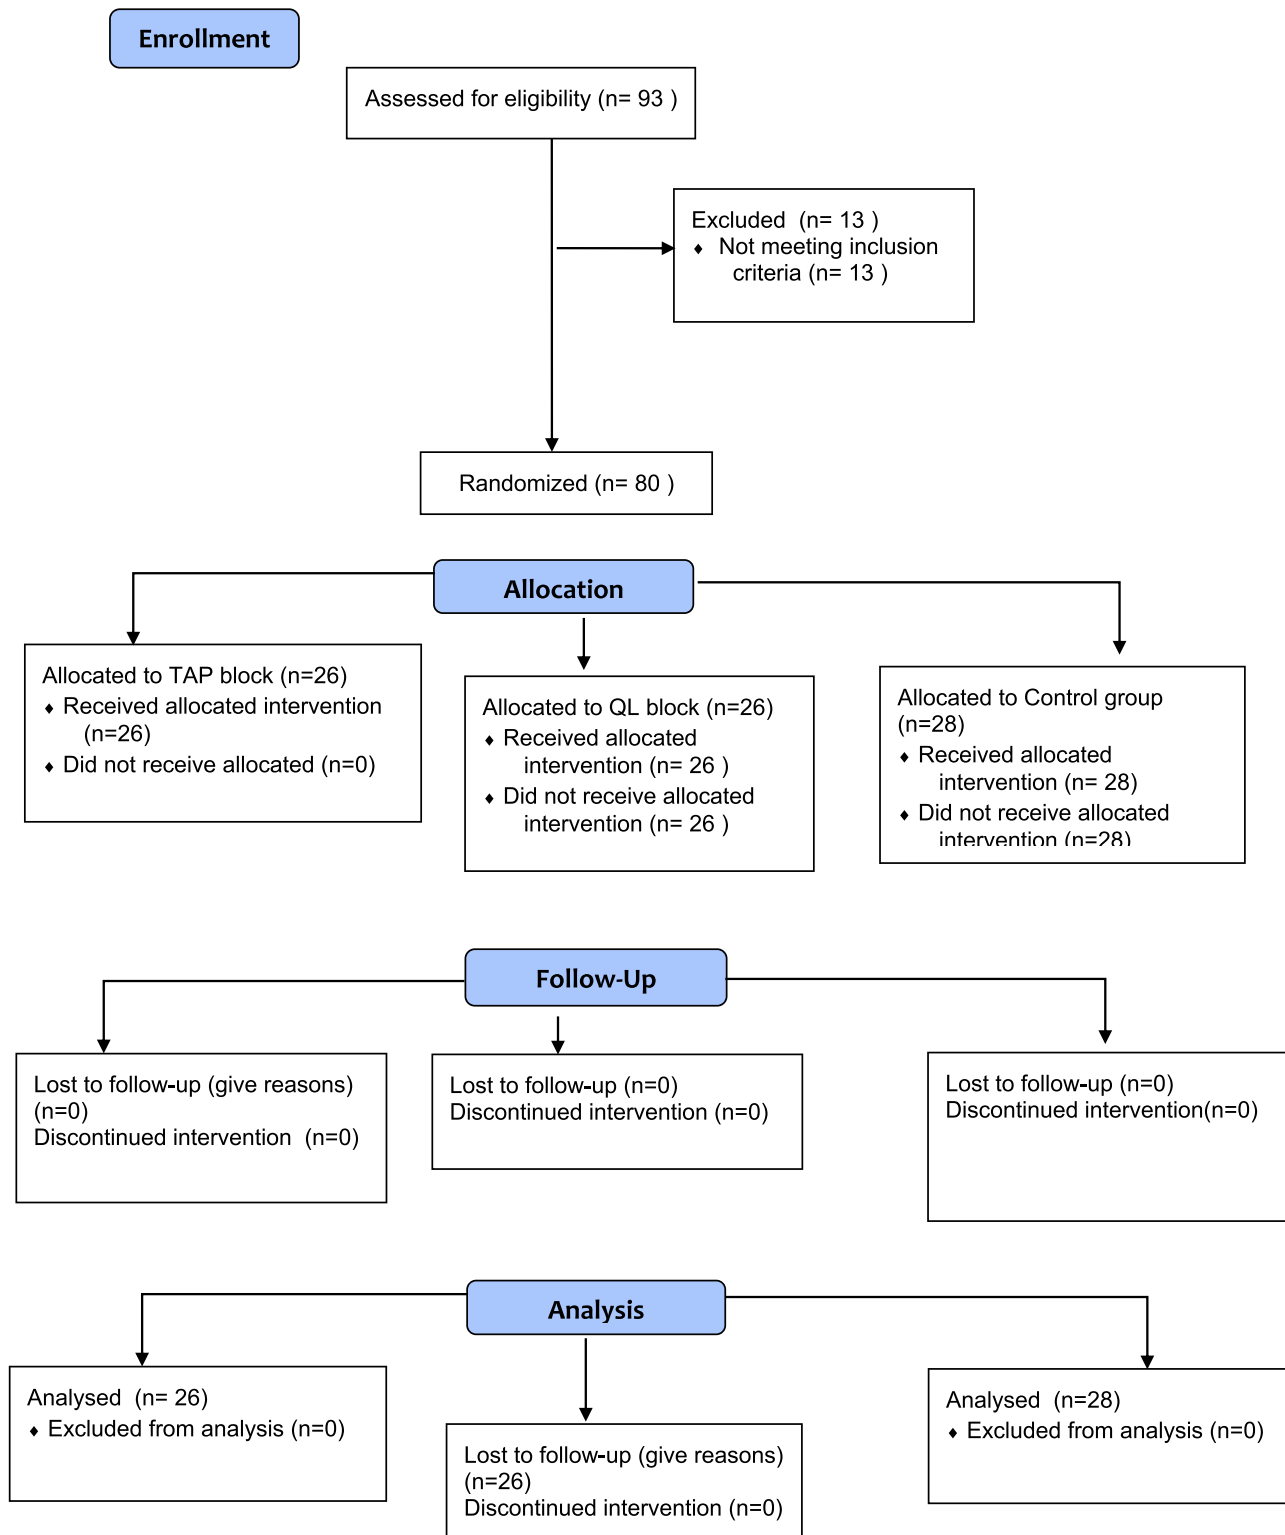 Enrollment
Assessed for eligibility (n= 93 )
Excluded (n= 13 )
♦ Not meeting inclusion
criteria (n= 13 )
Randomized (n= 80 )
Allocation
Allocated to TAP block (n=26)
♦ Received allocated intervention
(n=26)
♦ Did not receive allocated (n=0)
Allocated to QL block (n=26)
♦ Received allocated
intervention (n= 26 )
♦ Did not receive allocated
intervention (n= 26 )
Allocated to Control group
(n=28)
♦ Received allocated
intervention (n= 28)
♦ Did not receive allocated
intervention (n=28)
Follow-Up
Lost to follow-up (give reasons)
(n=0)
Discontinued intervention (n=0)
Lost to follow-up (n=0)
Discontinued intervention (n=0)
Lost to follow-up (n=0)
Discontinued intervention(n=0)
Analysis
Analysed (n= 26)
♦ Excluded from analysis (n=0)
Lost to follow-up (give reasons)
(n=26)
Discontinued intervention (n=0)
Analysed (n=28)
♦ Excluded from analysis (n=0)